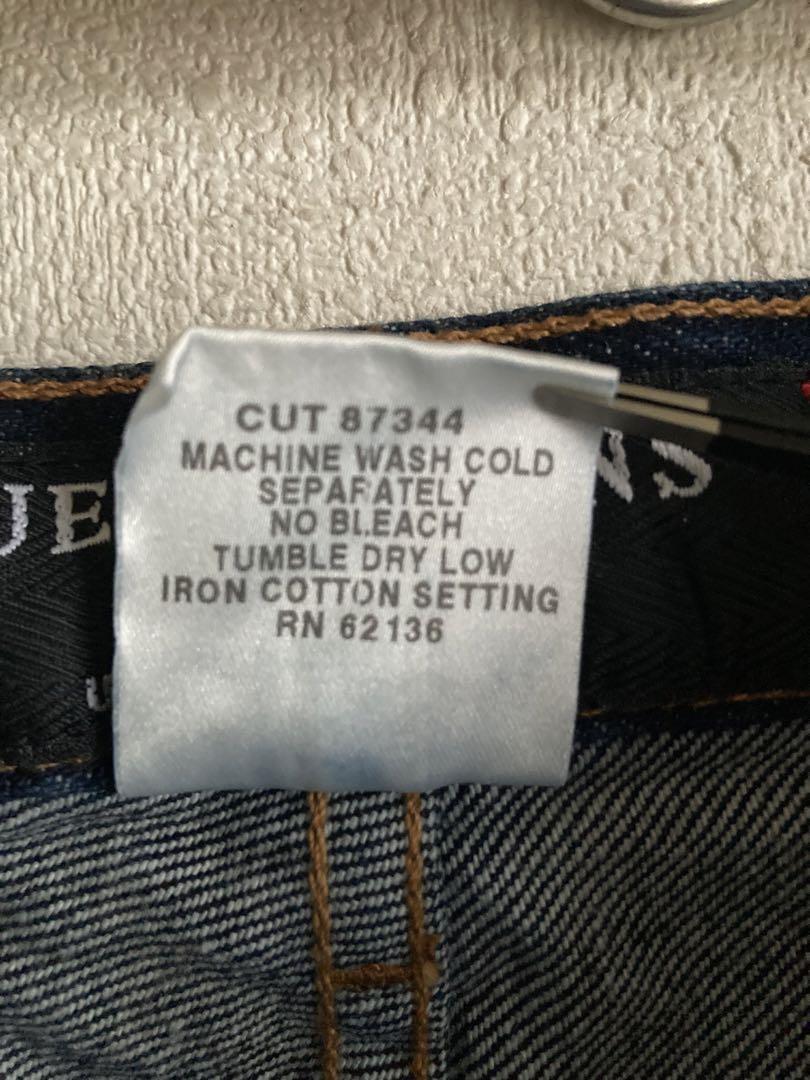 CUT 87344
MACHINE WASH COLD
SEPARATELY
NO BLEACH
TUMBLE DRY LOW
IRON COTTON SETTING
RN 62136